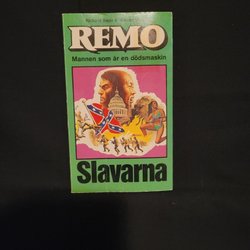 REMO
Mannen som är en dödsmaskin
Slavarna